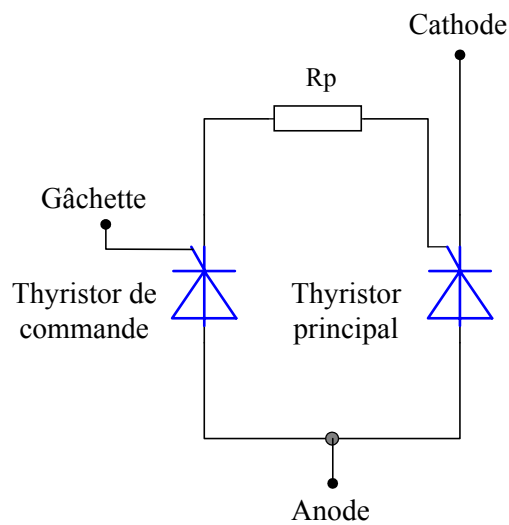 Cathode
Rp
Gâchette
Thyristor de
commande
Thyristor
principal
Anode